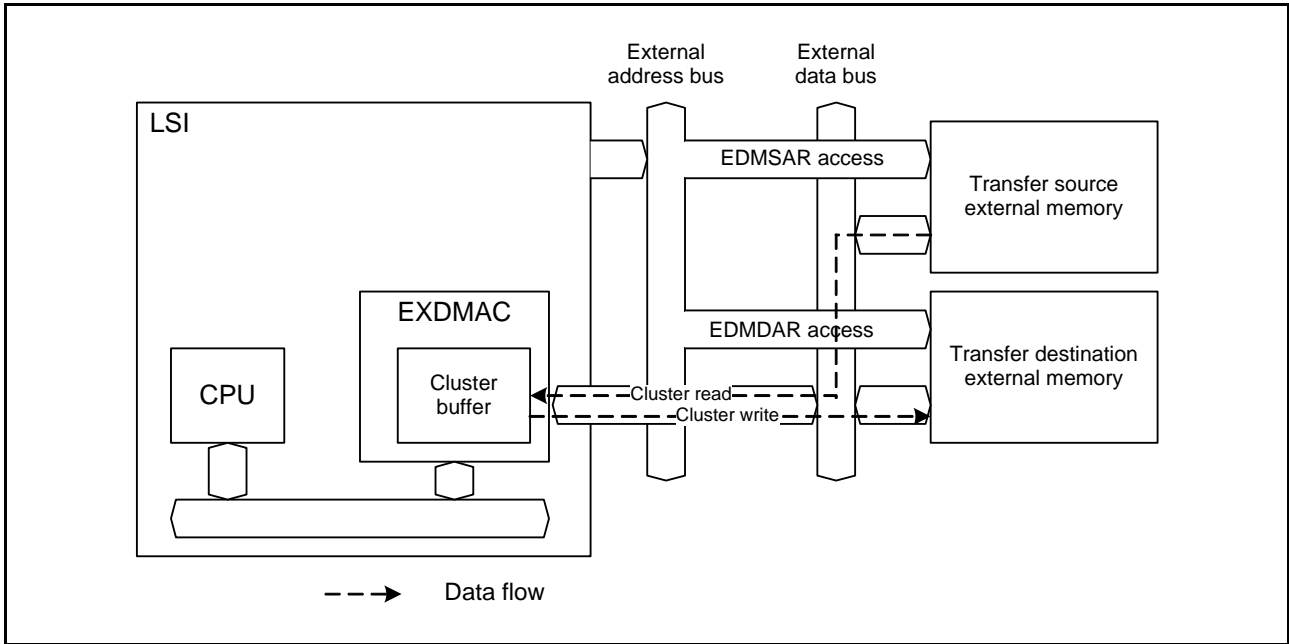 External
address bus
External
data bus
LSI
EDMSAR access
Transfer source
external memory
EXDMAC
EDMDAR access
Transfer destination
external memory
CPU
Cluster
buffer
Cluster read
Cluster write
Data flow